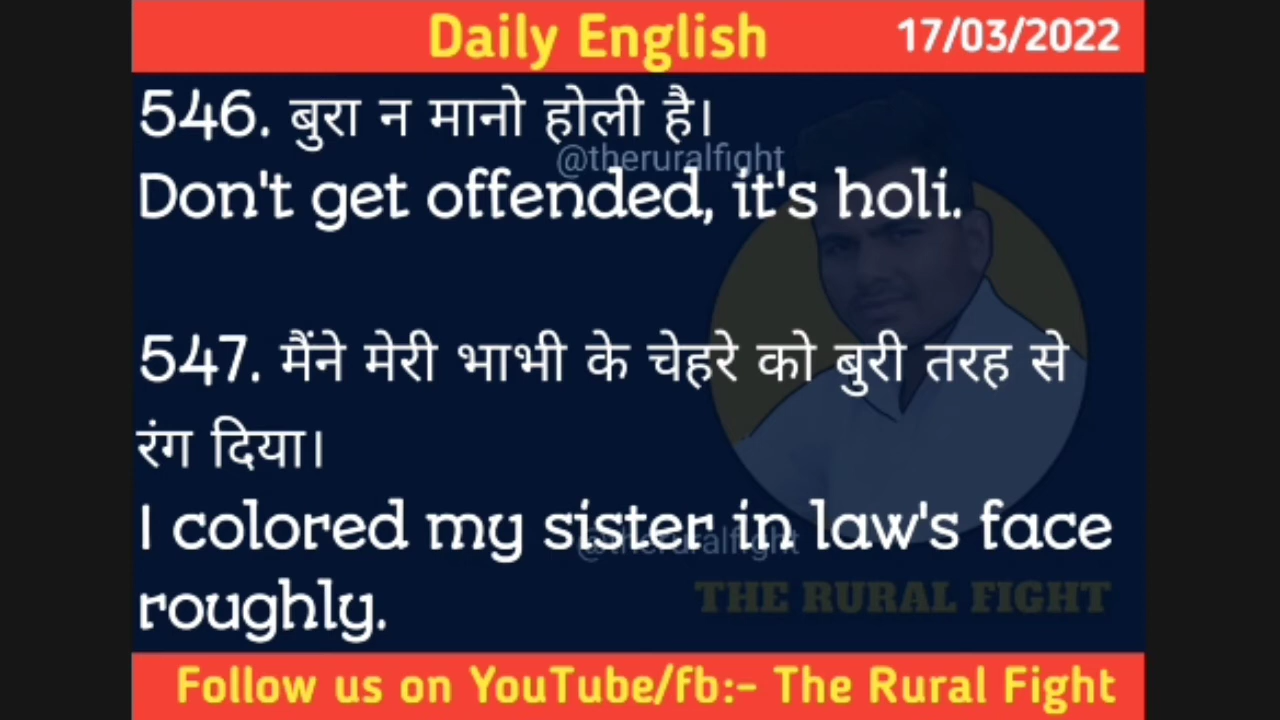 Daily English
17/03/2022
546. बुरा न मानो होली है।
@theruralfight
Don't get offended, it's holi.
547. मैंने मेरी भाभी के चेहरे को बुरी तरह से
रंग दिया।
I colored my sister in law's face
@theruralfight
roughly.
THE RURAL FIGHT
Follow us on YouTube/fb:- The Rural Fight